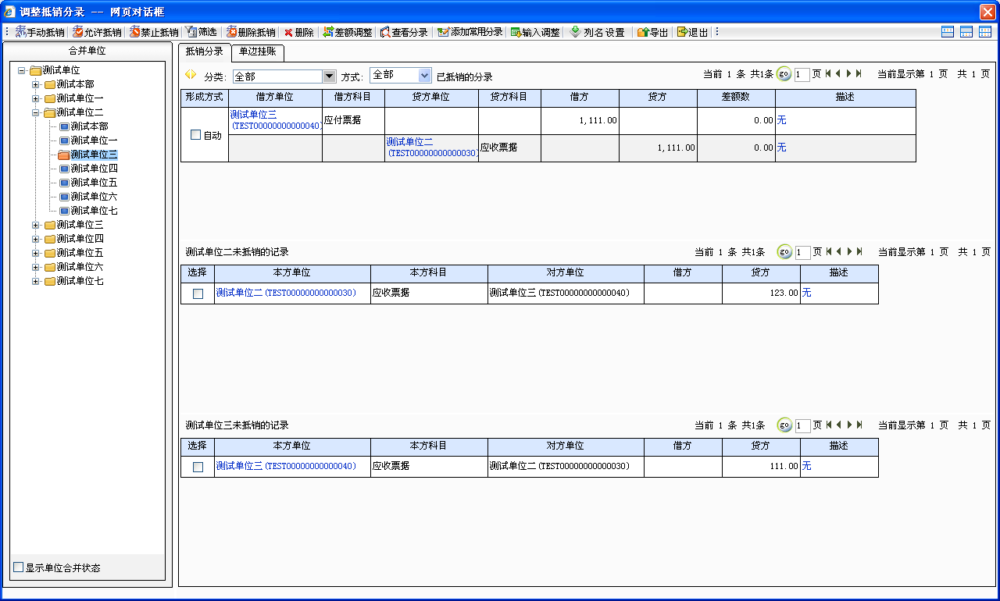 调整抵销分录 -- 网页对话框
手动抵销 允许抵销 禁止抵销 筛选 删除抵销 删除 差额调整 查看分录 添加常用分录 输入调整 列名设置 导出 退出
合并单位
测试单位
测试本部
测试单位一
测试单位二
测试本部
测试单位一
测试单位三
测试单位四
测试单位五
测试单位六
测试单位七
测试单位三
测试单位四
测试单位五
测试单位六
测试单位七
显示单位合并状态
抵销分录 单边挂账
分类: 全部 方式: 全部 已抵销的分录 当前 1 条 共1条 go 1 页 当前显示第 1 页 共 1 页
形成方式 借方单位 借方科目 贷方单位 贷方科目 借方 贷方 差额数 描述
自动 测试单位三 应付票据 1,111.00 0.00 无
(TEST00000000000040)
测试单位二 应收票据 1,111.00 0.00 无
(TEST00000000000030)
测试单位二未抵销的记录 当前 1 条 共1条 go 1 页 当前显示第 1 页 共 1 页
选择 本方单位 本方科目 对方单位 借方 贷方 描述
测试单位二(TEST00000000000030) 应收票据 测试单位三(TEST00000000000040) 123.00 无
测试单位三未抵销的记录 当前 1 条 共1条 go 1 页 当前显示第 1 页 共 1 页
选择 本方单位 本方科目 对方单位 借方 贷方 描述
测试单位三(TEST00000000000040) 应收票据 测试单位二(TEST00000000000030) 111.00 无